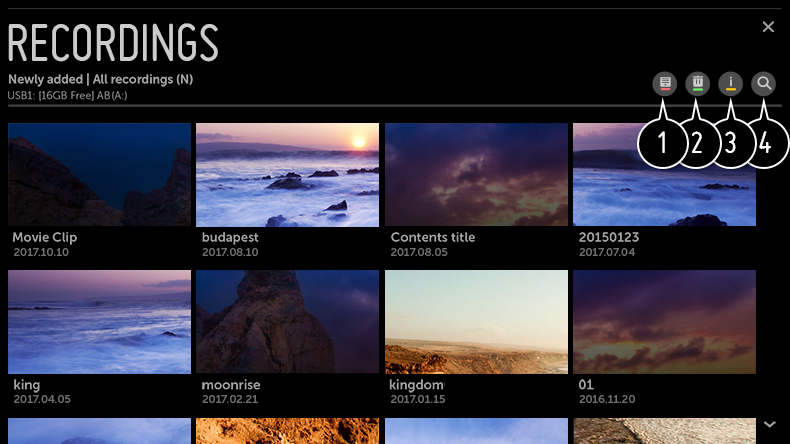 RECORDINGS
Newly added | All recordings (N)
USB1: [16GB Free] AB(A:)
i
1 2 3 4
Movie Clip budapest Contents title 20150123
2017.10.10 2017.08.10 2017.08.05 2017.07.04
king moonrise kingdom 01
2017.04.05 2017.02.21 2017.01.15 2016.11.20